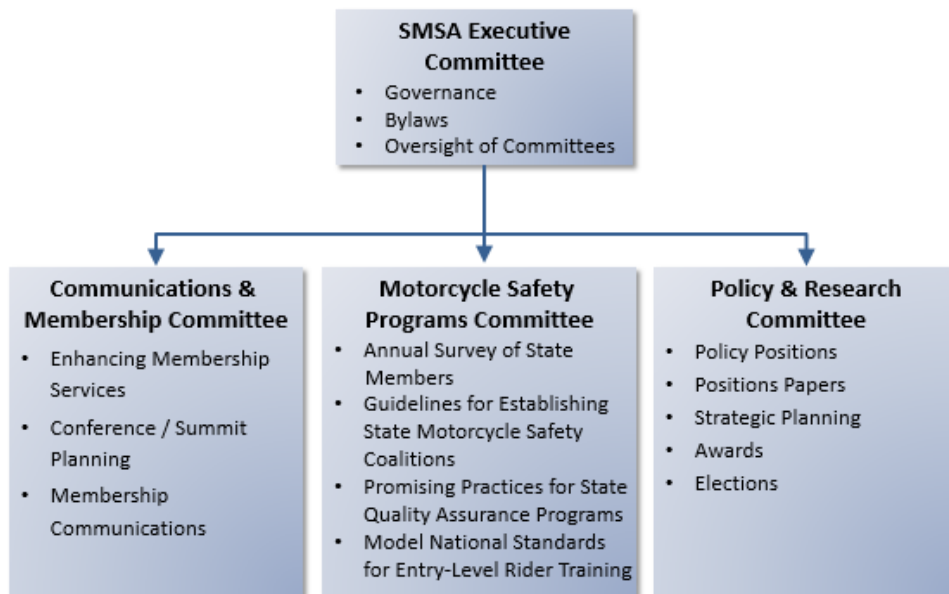 SMSA Executive
Committee
• Governance
• Bylaws
• Oversight of Committees
Communications &
Membership Committee
• Enhancing Membership
Services
• Conference / Summit
Planning
• Membership
Communications
Motorcycle Safety
Programs Committee
• Annual Survey of State
Members
• Guidelines for Establishing
State Motorcycle Safety
Coalitions
• Promising Practices for State
Quality Assurance Programs
• Model National Standards
for Entry-Level Rider Training
Policy & Research
Committee
• Policy Positions
• Positions Papers
• Strategic Planning
• Awards
• Elections